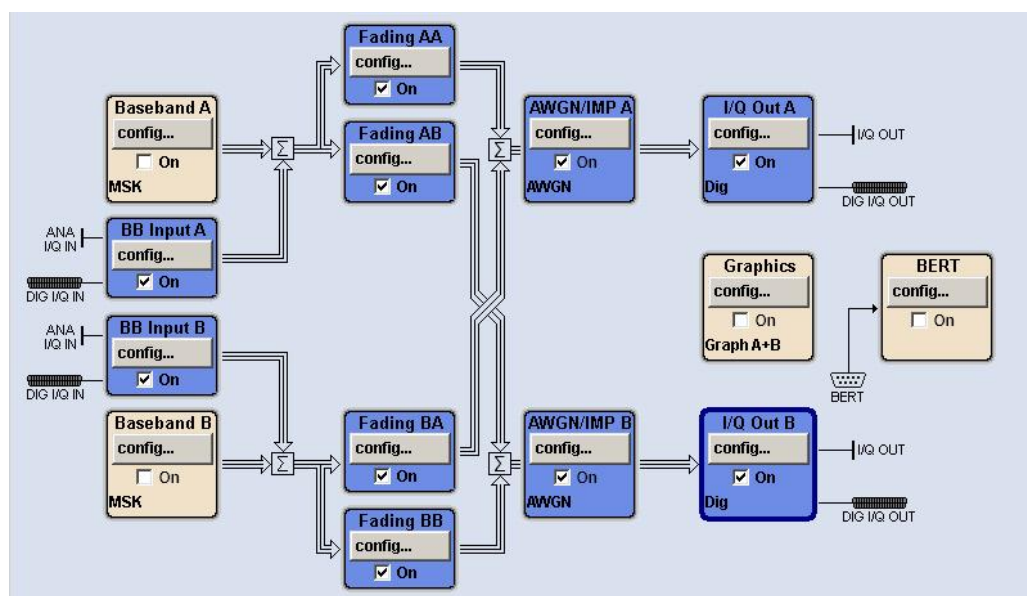 Fading AA
config...
On
Baseband A
config...
On
MSK
Σ
Fading AB
config...
On
AWGN/IMP A
config...
On
AWGN
Σ
I/Q Out A
config...
On
Dig
I/Q OUT
DIG I/Q OUT
ANA
I/Q IN
DIG I/Q IN
BB Input A
config...
On
ANA
I/Q IN
DIG I/Q IN
BB Input B
config...
On
Graphics
config...
On
Graph A+B
BERT
config...
On
BERT
Baseband B
config...
On
MSK
Σ
Fading BA
config...
On
Σ
AWGN/IMP B
config...
On
AWGN
I/Q Out B
config...
On
Dig
I/Q OUT
DIG I/Q OUT
Fading BB
config...
On